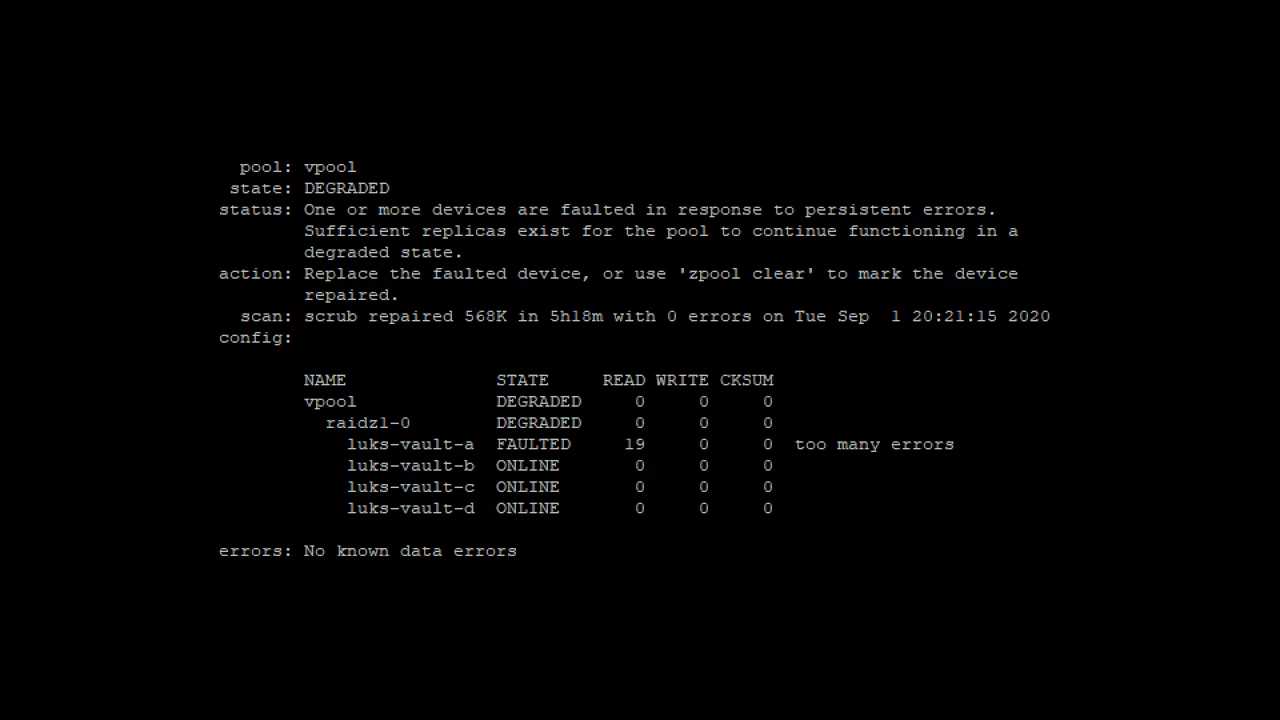 pool: vpool
state: DEGRADED
status: One or more devices are faulted in response to persistent errors.
Sufficient replicas exist for the pool to continue functioning in a
degraded state.
action: Replace the faulted device, or use 'zpool clear' to mark the device
repaired.
scan: scrub repaired 568K in 5h18m with 0 errors on Tue Sep  1 20:21:15 2020
config:
NAME STATE READ WRITE CKSUM
vpool DEGRADED 0 0 0
raidz1-0 DEGRADED 0 0 0
luks-vault-a FAULTED 19 0 0 too many errors
luks-vault-b ONLINE 0 0 0
luks-vault-c ONLINE 0 0 0
luks-vault-d ONLINE 0 0 0
errors: No known data errors